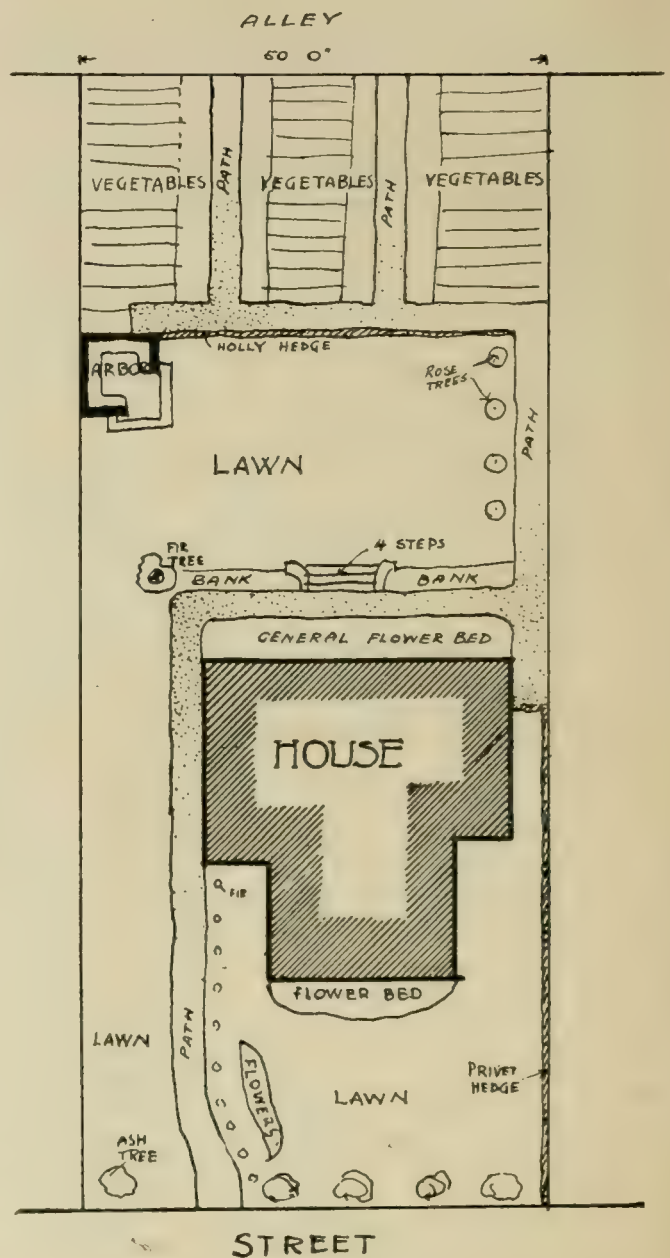 ALLEY
50 0"
VEGETABLES
PATH
VEGETABLES
PATH
VEGETABLES
HOLLY HEDGE
ARBOR
ROSE
TREES
PATH
LAWN
FIR
TREE
4 STEPS
BANK
BANK
GENERAL FLOWER BED
HOUSE
FIR
FLOWER BED
LAWN
PATH
FLOWERS
LAWN
PRIVET
HEDGE
ASH
TREE
STREET